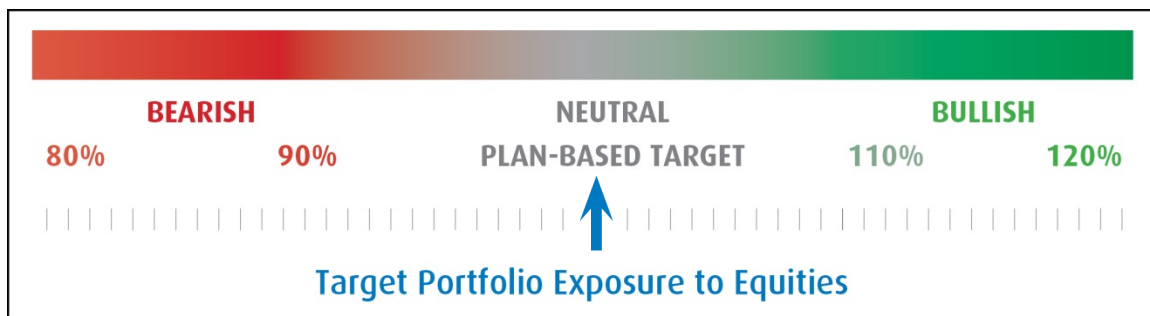 BEARISH NEUTRAL BULLISH
80% 90% PLAN-BASED TARGET 110% 120%
Target Portfolio Exposure to Equities